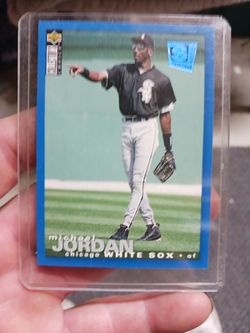 michael
JORDAN
chicago WHITE SOX • of